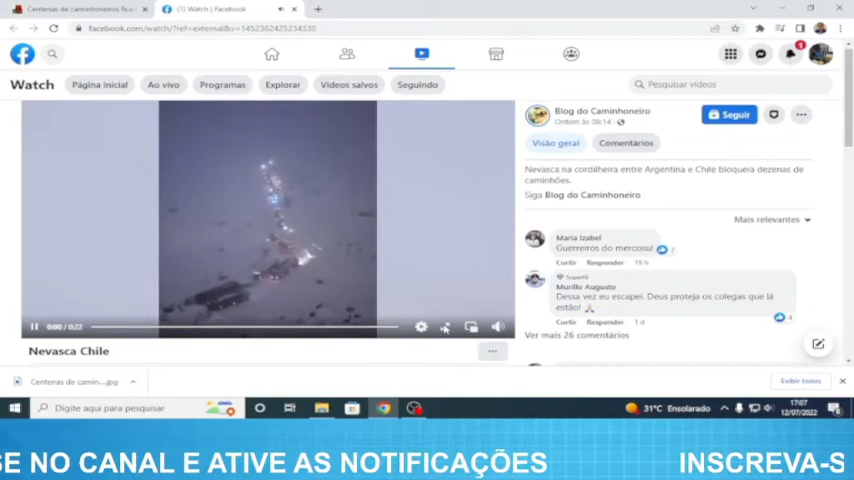 Centenas de caminhoneiros fica
(1) Watch | Facebook
facebook.com/watch/?ref=external&v=1452362425234330
1
Watch
Página inicial
Ao vivo
Programas
Explorar
Vídeos salvos
Seguindo
Pesquisar vídeos
Blog do Caminhoneiro
Ontem às 08:14
Seguir
Visão geral
Comentários
Nevasca na cordilheira entre Argentina e Chile bloqueia dezenas de
caminhões.
Siga Blog do Caminhoneiro
Mais relevantes
Maria Izabel
Guerreiros do mercosul
7
Curtir Responder 19 h
Superfã
Murillo Augusto
Dessa vez eu escapei. Deus proteja os colegas que lá
estão!
4
Curtir Responder 1 d
Ver mais 26 comentários
0:00 / 0:22
Nevasca Chile
Centenas de camin....jpg
Exibir todos
Digite aqui para pesquisar
31°C Ensolarado
17:07
12/07/2022
SE NO CANAL E ATIVE AS NOTIFICAÇÕES
INSCREVA-S